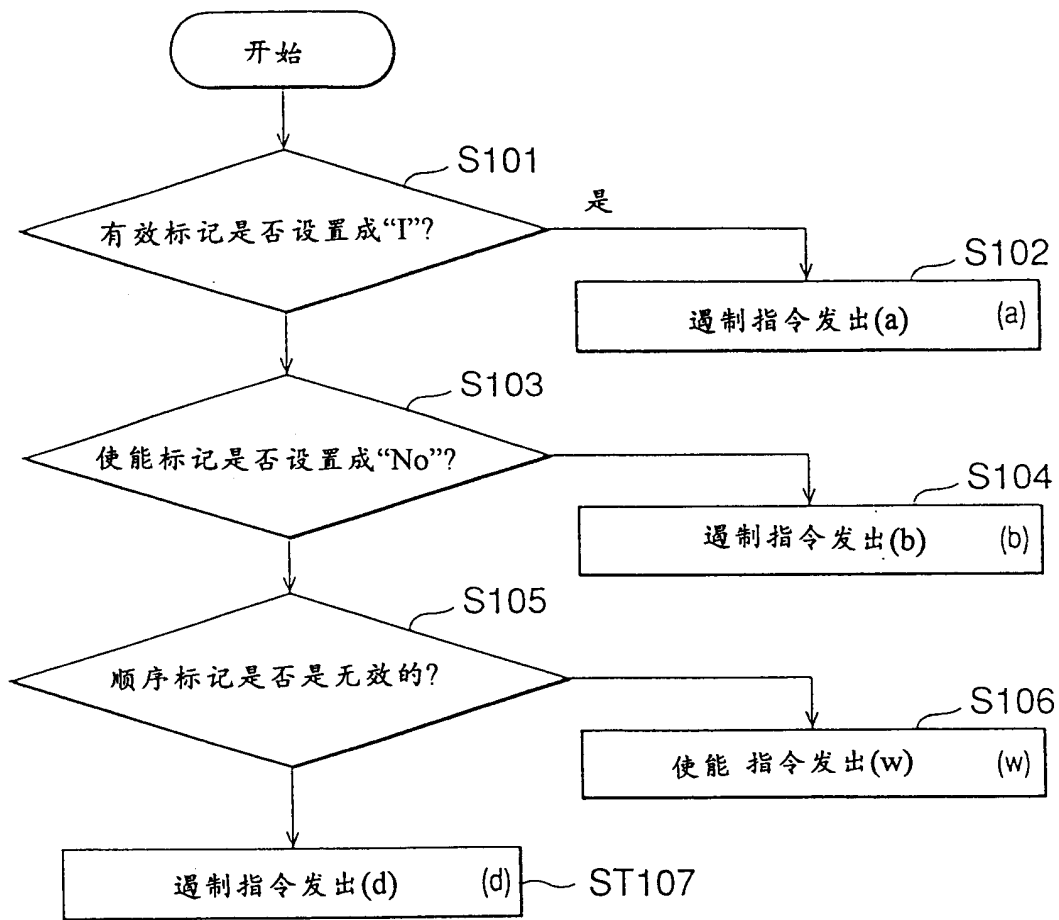 开始
S101
有效标记是否设置成“I”?
是
S102
遏制指令发出(a) (a)
S103
使能标记是否设置成“No”?
S104
遏制指令发出(b) (b)
S105
顺序标记是否是无效的?
S106
使能 指令发出(w) (w)
遏制指令发出(d) (d)
ST107